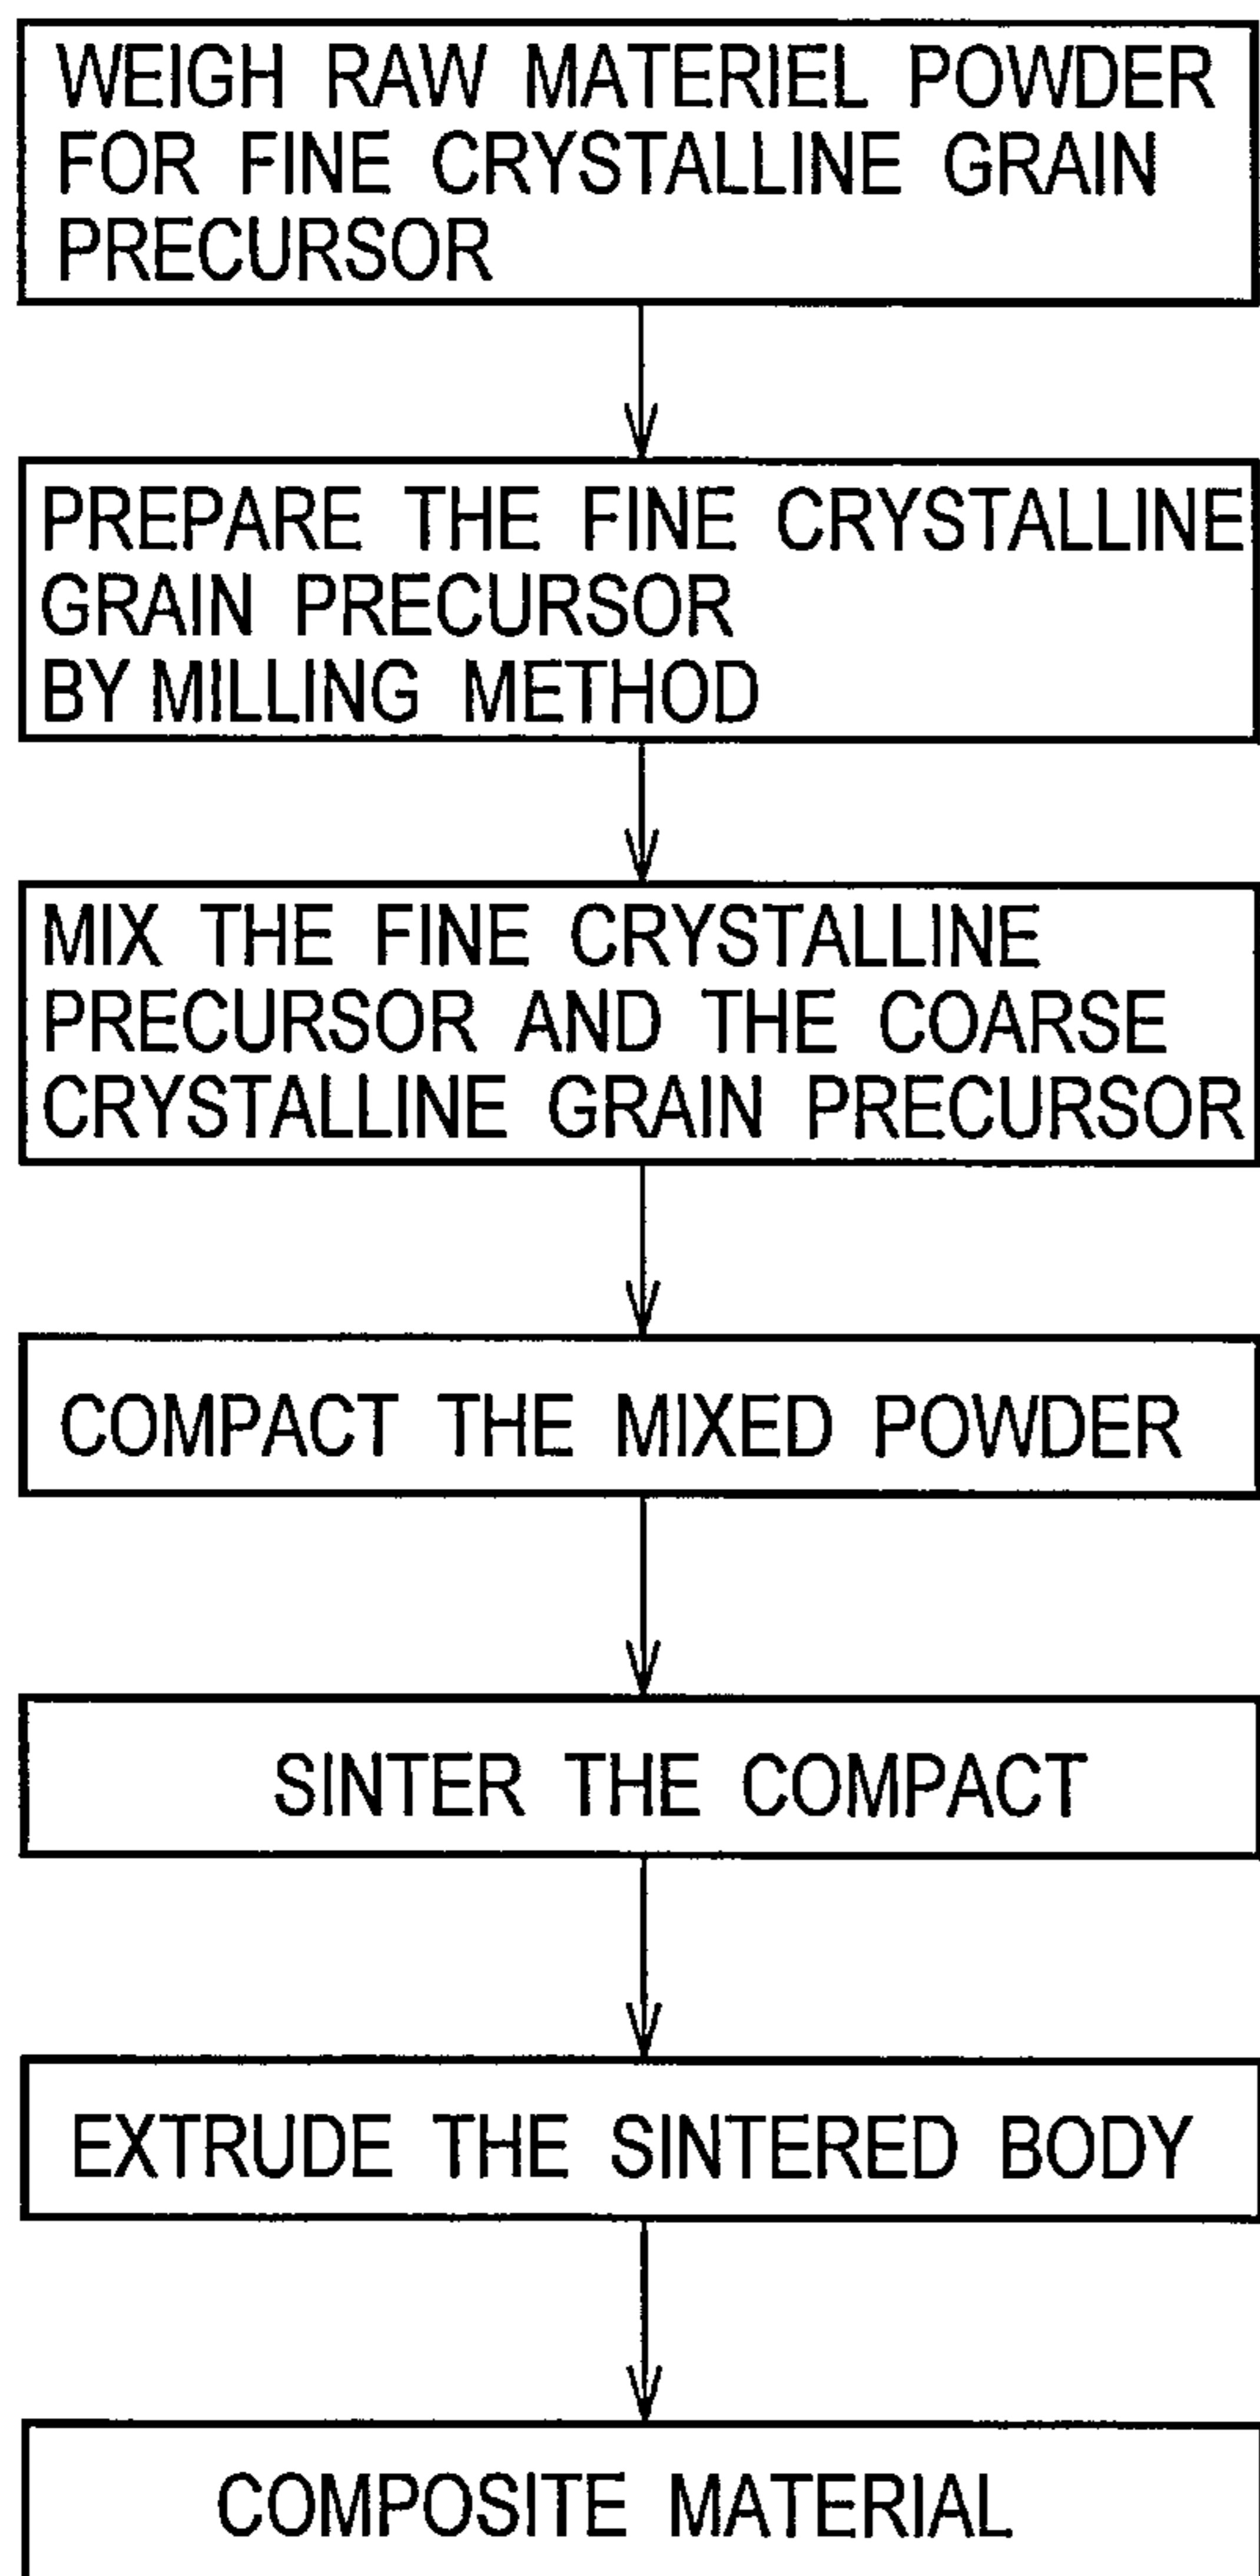 WEIGH RAW MATERIEL POWDER
FOR FINE CRYSTALLINE GRAIN
PRECURSOR
PREPARE THE FINE CRYSTALLINE
GRAIN PRECURSOR
BY MILLING METHOD
MIX THE FINE CRYSTALLINE
PRECURSOR AND THE COARSE
CRYSTALLINE GRAIN PRECURSOR
COMPACT THE MIXED POWDER
SINTER THE COMPACT
EXTRUDE THE SINTERED BODY
COMPOSITE MATERIAL